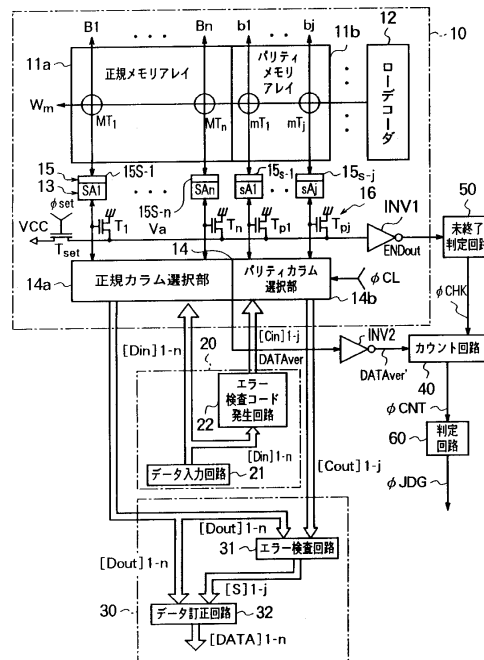 B1 Bn b1 bj 11b 12 10
11a 正規メモリアレイ パリティメモリアレイ ローデコーダ
Wm
MT1 MTn mT1 mTj
15 15S-1 15s-1 15s-j
13 SA1 SAn sA1 sAj
φset 15S-n 16 50
VCC Va INV1
T1 Tn Tp1 Tpj 未終了判定回路
Tset 14 ENDout
14a 正規カラム選択部 パリティカラム選択部 φCL
14b φCHK
[Cin]1-j INV2
[Din]1-n 20 DATAver カウント回路
DATAver' 40
22 エラー検査コード発生回路
φCNT
60 判定回路
[Din]1-n
データ入力回路 21 [Cout]1-j
φJDG
[Dout]1-n
31 エラー検査回路
[Dout]1-n
[S]1-j
30 データ訂正回路 32
[DATA]1-n